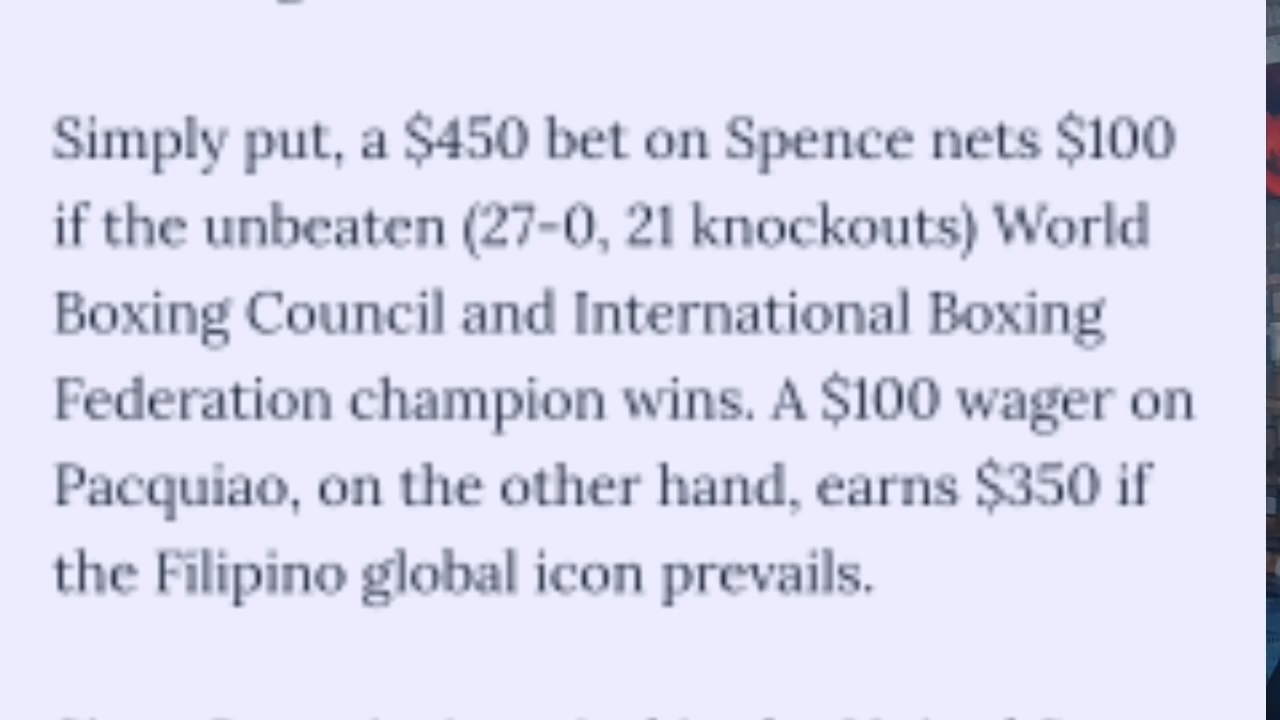 Simply put, a $450 bet on Spence nets $100
if the unbeaten (27-0, 21 knockouts) World
Boxing Council and International Boxing
Federation champion wins. A $100 wager on
Pacquiao, on the other hand, earns $350 if
the Filipino global icon prevails.